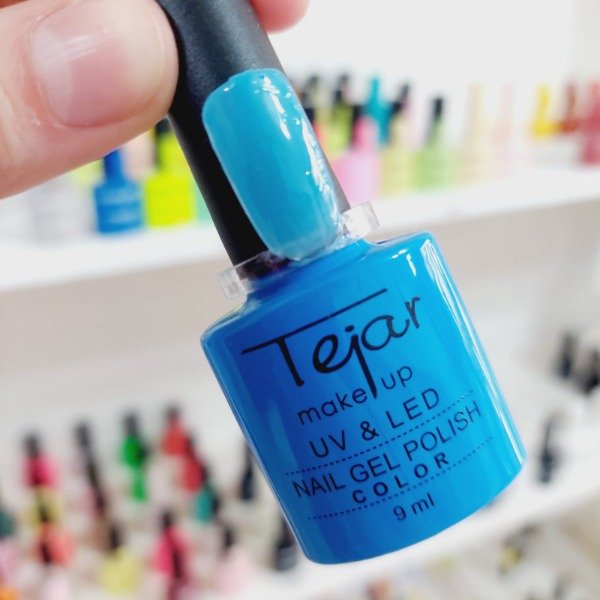 Tejar
make up
UV & LED
NAIL GEL POLISH
COLOR
9 ml